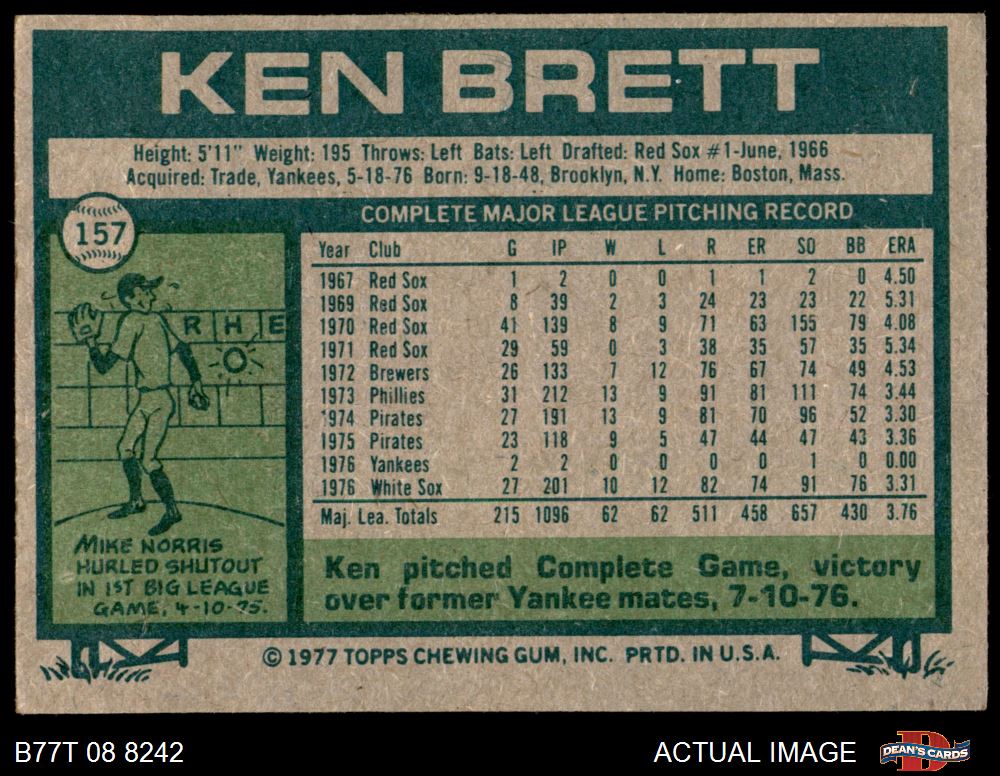 KEN BRETT
Height: 5'11" Weight: 195 Throws: Left Bats: Left Drafted: Red Sox #1-June, 1966
Acquired: Trade, Yankees, 5-18-76 Born: 9-18-48, Brooklyn, N.Y. Home: Boston, Mass.
157
COMPLETE MAJOR LEAGUE PITCHING RECORD
Year Club G IP W L R ER SO BB ERA
1967 Red Sox 1 2 0 0 1 1 2 0 4.50
1969 Red Sox 8 39 2 3 24 23 23 22 5.31
1970 Red Sox 41 139 8 9 71 63 155 79 4.08
1971 Red Sox 29 59 0 3 38 35 57 35 5.34
1972 Brewers 26 133 7 12 76 67 74 49 4.53
1973 Phillies 31 212 13 9 91 81 111 74 3.44
1974 Pirates 27 191 13 9 81 70 96 52 3.30
1975 Pirates 23 118 9 5 47 44 47 43 3.36
1976 Yankees 2 2 0 0 0 0 1 0 0.00
1976 White Sox 27 201 10 12 82 74 91 76 3.31
Maj. Lea. Totals 215 1096 62 62 511 458 657 430 3.76
R H E
O
MIKE NORRIS
HURLED SHUTOUT
IN 1ST BIG LEAGUE
GAME, 4-10-75.
Ken pitched Complete Game, victory
over former Yankee mates, 7-10-76.
© 1977 TOPPS CHEWING GUM, INC. PRTD. IN U.S.A.
B77T 08 8242
ACTUAL IMAGE
D
DEAN'S CARDS